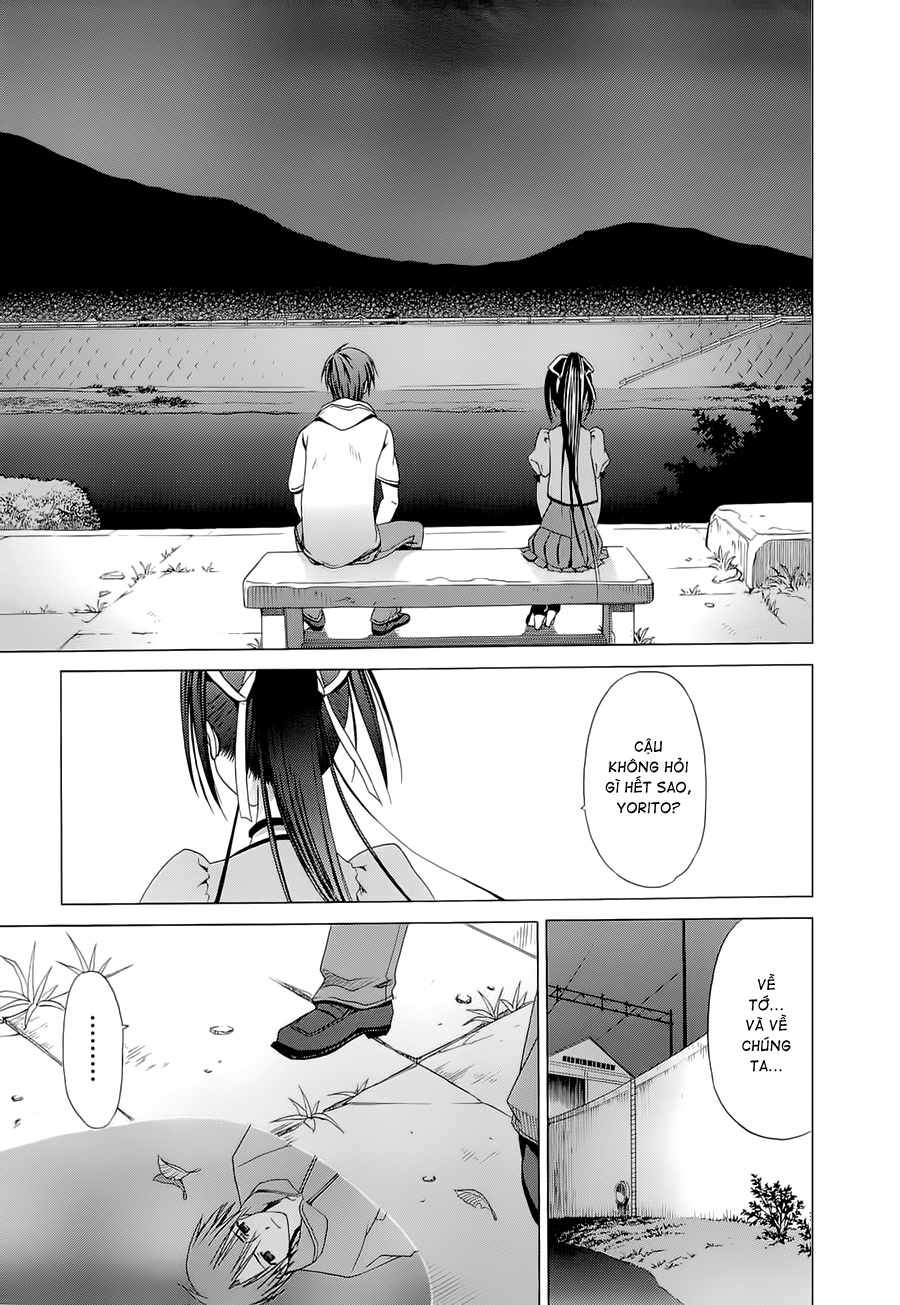 CẬU
KHÔNG HỎI
GÌ HẾT SAO,
YORITO?
VỀ
TỚ...
VÀ VỀ
CHÚNG
TA...
.........